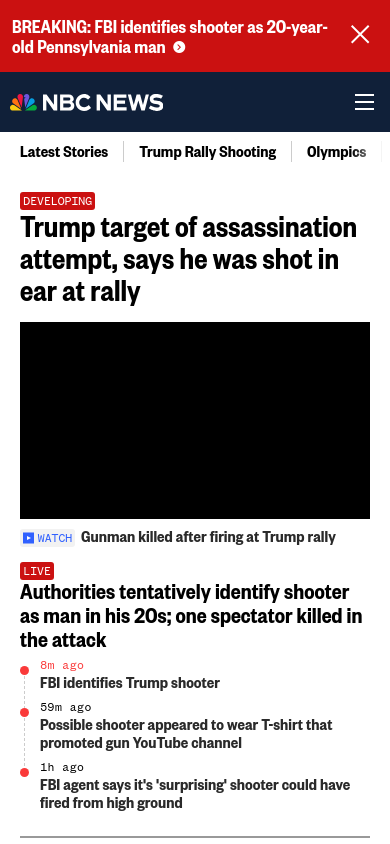 BREAKING: FBI identifies shooter as 20-year-
old Pennsylvania man
NBC NEWS
Latest Stories
Trump Rally Shooting
Olympics
DEVELOPING
Trump target of assassination
attempt, says he was shot in
ear at rally
WATCH Gunman killed after firing at Trump rally
LIVE
Authorities tentatively identify shooter
as man in his 20s; one spectator killed in
the attack
8m ago
FBI identifies Trump shooter
59m ago
Possible shooter appeared to wear T-shirt that
promoted gun YouTube channel
1h ago
FBI agent says it's 'surprising' shooter could have
fired from high ground